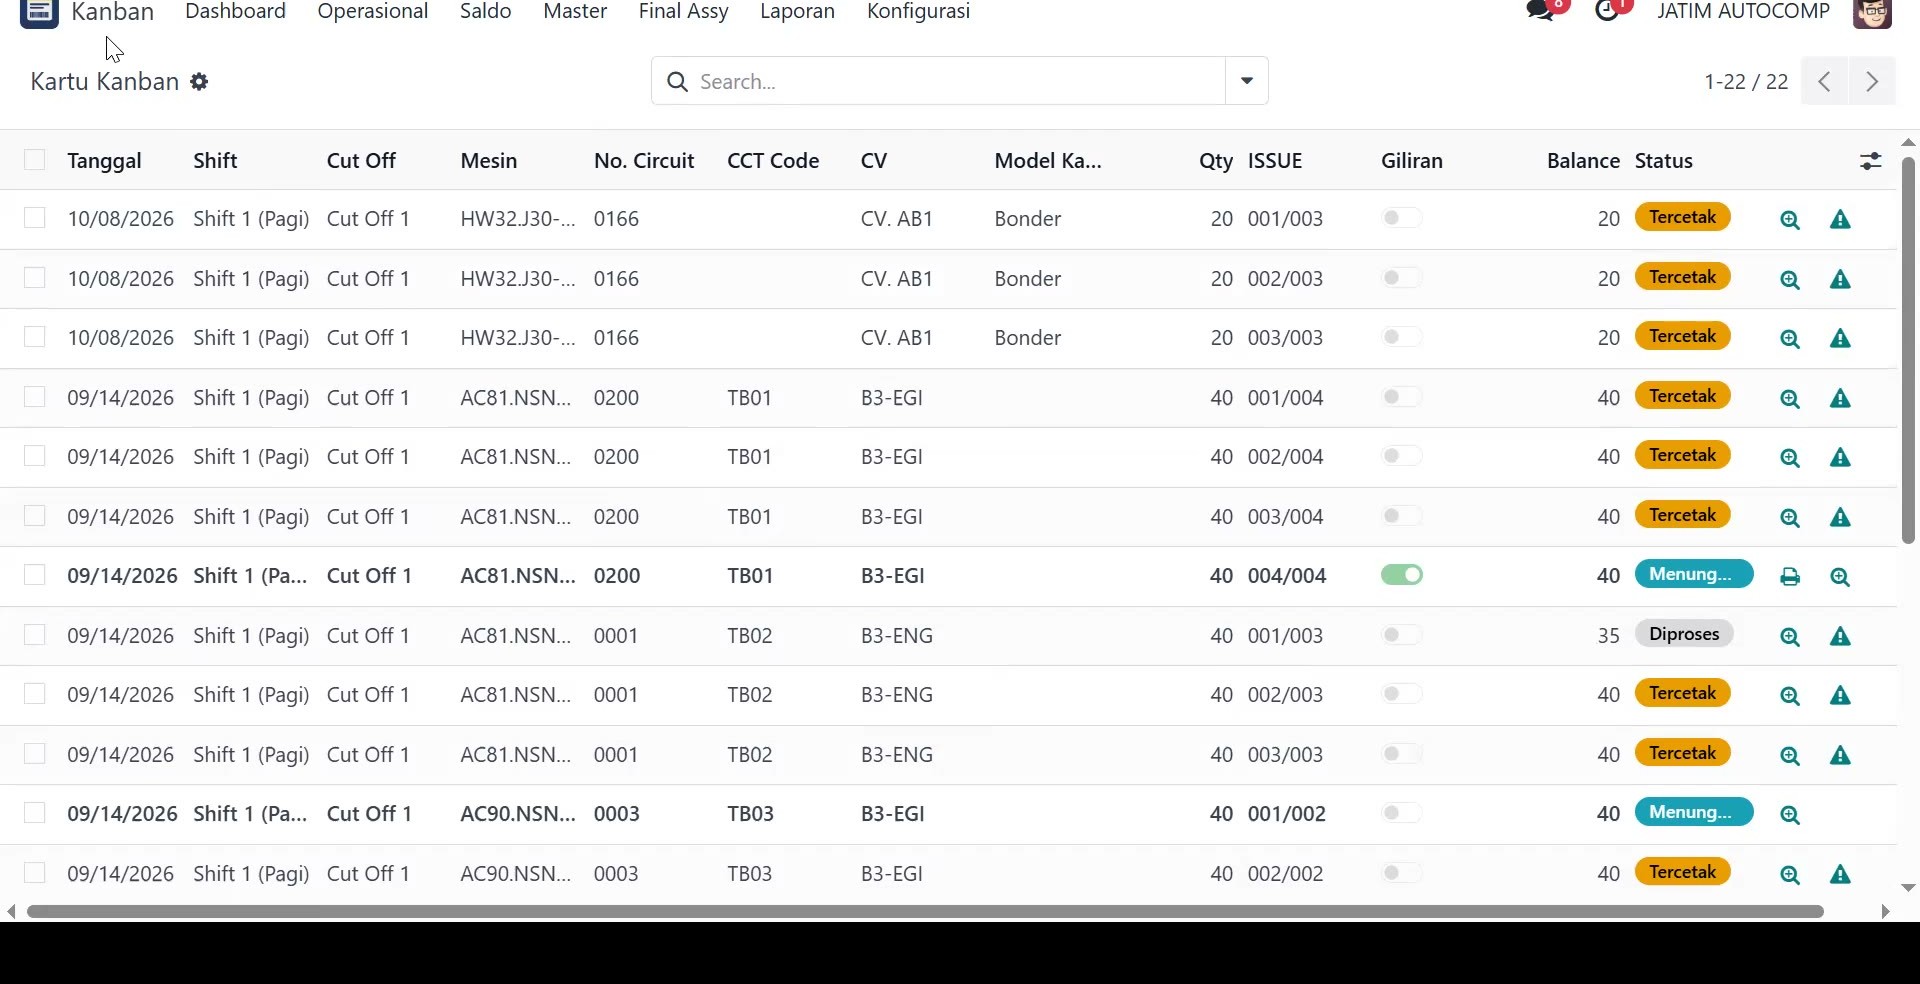 Kanban Dashboard Operasional Saldo Master Final Assy Laporan Konfigurasi 8 1 JATIM AUTOCOMP
Kartu Kanban Search... 1-22 / 22
Tanggal Shift Cut Off Mesin No. Circuit CCT Code CV Model Ka... Qty ISSUE Giliran Balance Status
10/08/2026 Shift 1 (Pagi) Cut Off 1 HW32.J30-... 0166 CV. AB1 Bonder 20 001/003 20 Tercetak
10/08/2026 Shift 1 (Pagi) Cut Off 1 HW32.J30-... 0166 CV. AB1 Bonder 20 002/003 20 Tercetak
10/08/2026 Shift 1 (Pagi) Cut Off 1 HW32.J30-... 0166 CV. AB1 Bonder 20 003/003 20 Tercetak
09/14/2026 Shift 1 (Pagi) Cut Off 1 AC81.NSN... 0200 TB01 B3-EGI 40 001/004 40 Tercetak
09/14/2026 Shift 1 (Pagi) Cut Off 1 AC81.NSN... 0200 TB01 B3-EGI 40 002/004 40 Tercetak
09/14/2026 Shift 1 (Pagi) Cut Off 1 AC81.NSN... 0200 TB01 B3-EGI 40 003/004 40 Tercetak
09/14/2026 Shift 1 (Pa... Cut Off 1 AC81.NSN... 0200 TB01 B3-EGI 40 004/004 40 Menung...
09/14/2026 Shift 1 (Pagi) Cut Off 1 AC81.NSN... 0001 TB02 B3-ENG 40 001/003 35 Diproses
09/14/2026 Shift 1 (Pagi) Cut Off 1 AC81.NSN... 0001 TB02 B3-ENG 40 002/003 40 Tercetak
09/14/2026 Shift 1 (Pagi) Cut Off 1 AC81.NSN... 0001 TB02 B3-ENG 40 003/003 40 Tercetak
09/14/2026 Shift 1 (Pa... Cut Off 1 AC90.NSN... 0003 TB03 B3-EGI 40 001/002 40 Menung...
09/14/2026 Shift 1 (Pagi) Cut Off 1 AC90.NSN... 0003 TB03 B3-EGI 40 002/002 40 Tercetak